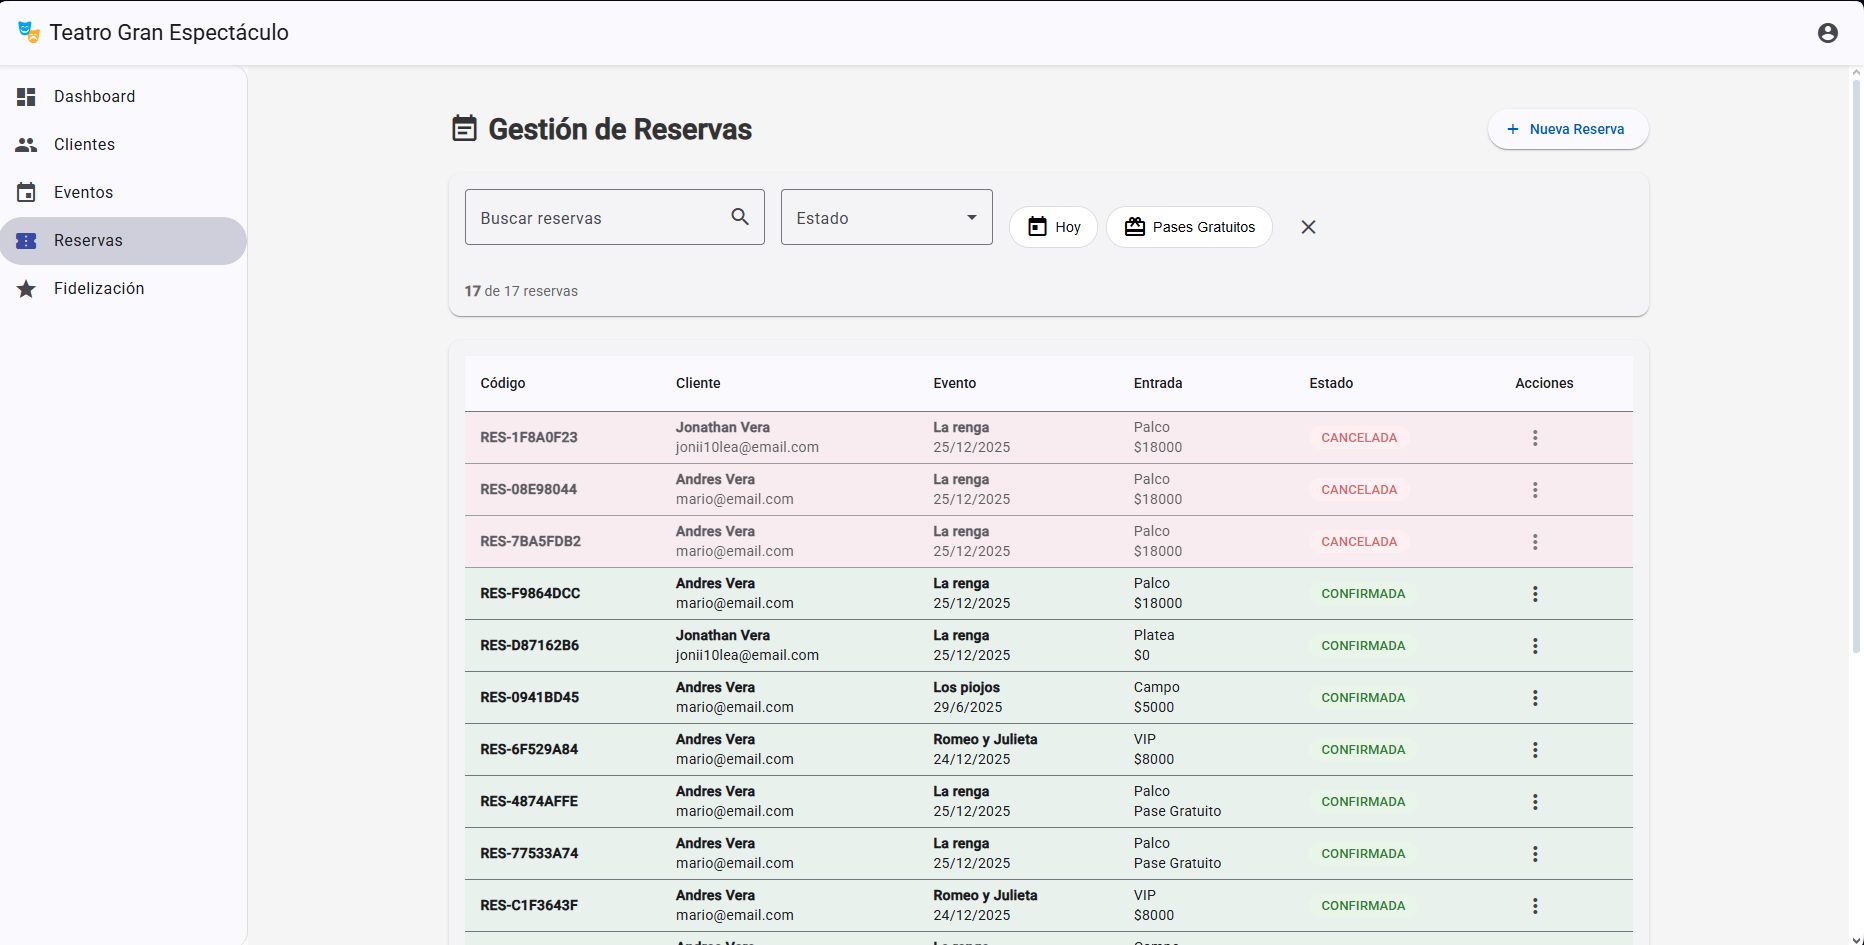 Teatro Gran Espectáculo
Dashboard
Clientes
Eventos
Reservas
Fidelización
Gestión de Reservas
Nueva Reserva
Buscar reservas
Estado
Hoy
Pases Gratuitos
17 de 17 reservas
Código Cliente Evento Entrada Estado Acciones
RES-1F8A0F23 Jonathan Vera La renga Palco CANCELADA
jonii10lea@email.com 25/12/2025 $18000
RES-08E98044 Andres Vera La renga Palco CANCELADA
mario@email.com 25/12/2025 $18000
RES-7BA5FDB2 Andres Vera La renga Palco CANCELADA
mario@email.com 25/12/2025 $18000
RES-F9864DCC Andres Vera La renga Palco CONFIRMADA
mario@email.com 25/12/2025 $18000
RES-D87162B6 Jonathan Vera La renga Platea CONFIRMADA
jonii10lea@email.com 25/12/2025 $0
RES-0941BD45 Andres Vera Los piojos Campo CONFIRMADA
mario@email.com 29/6/2025 $5000
RES-6F529A84 Andres Vera Romeo y Julieta VIP CONFIRMADA
mario@email.com 24/12/2025 $8000
RES-4874AFFE Andres Vera La renga Palco CONFIRMADA
mario@email.com 25/12/2025 Pase Gratuito
RES-77533A74 Andres Vera La renga Palco CONFIRMADA
mario@email.com 25/12/2025 Pase Gratuito
RES-C1F3643F Andres Vera Romeo y Julieta VIP CONFIRMADA
mario@email.com 24/12/2025 $8000